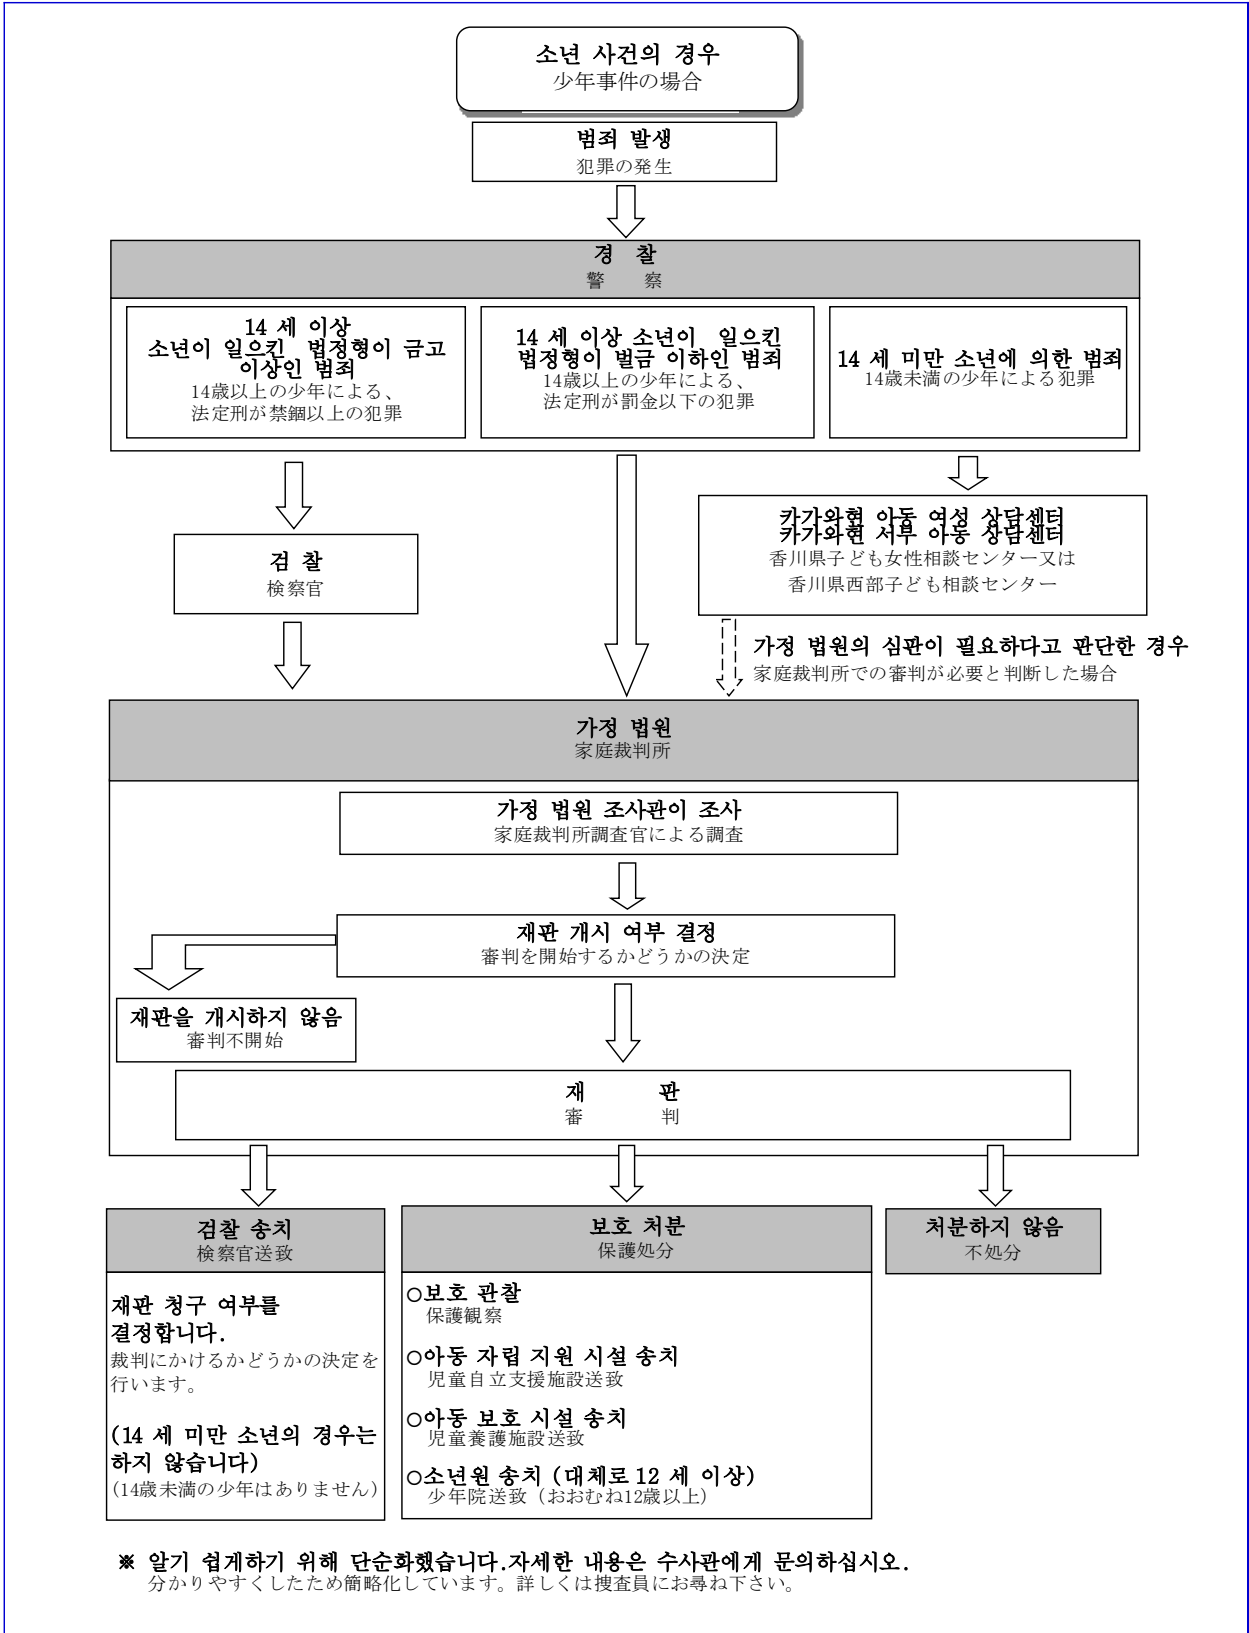 소년 사건의 경우
少年事件の場合
범죄 발생
犯罪の発生
경 찰
警 察
14 세 이상
소년이 일으킨 법정형이 금고
이상인 범죄
14歳以上の少年による、
法定刑が禁錮以上の犯罪
14 세 이상 소년이 일으킨
법정형이 벌금 이하인 범죄
14歳以上の少年による、
法定刑が罰金以下の犯罪
14 세 미만 소년에 의한 범죄
14歳未満の少年による犯罪
검 찰
検察官
카가와현 아동 여성 상담센터
카가와현 서부 아동 상담센터
香川県子ども女性相談センター又は
香川県西部子ども相談センター
가정 법원의 심판이 필요하다고 판단한 경우
家庭裁判所での審判が必要と判断した場合
가정 법원
家庭裁判所
가정 법원 조사관이 조사
家庭裁判所調査官による調査
재판 개시 여부 결정
審判を開始するかどうかの決定
재판을 개시하지 않음
審判不開始
재 판
審 判
검찰 송치
検察官送致
재판 청구 여부를
결정합니다.
裁判にかけるかどうかの決定を
行います。
(14 세 미만 소년의 경우는
하지 않습니다)
(14歳未満の少年はありません)
보호 처분
保護処分
○보호 관찰
保護観察
○아동 자립 지원 시설 송치
児童自立支援施設送致
○아동 보호 시설 송치
児童養護施設送致
○소년원 송치 (대체로 12 세 이상)
少年院送致（おおむね12歳以上）
처분하지 않음
不処分
※ 알기 쉽게하기 위해 단순화했습니다.자세한 내용은 수사관에게 문의하십시오.
分かりやすくしたため簡略化しています。詳しくは捜査員にお尋ね下さい。